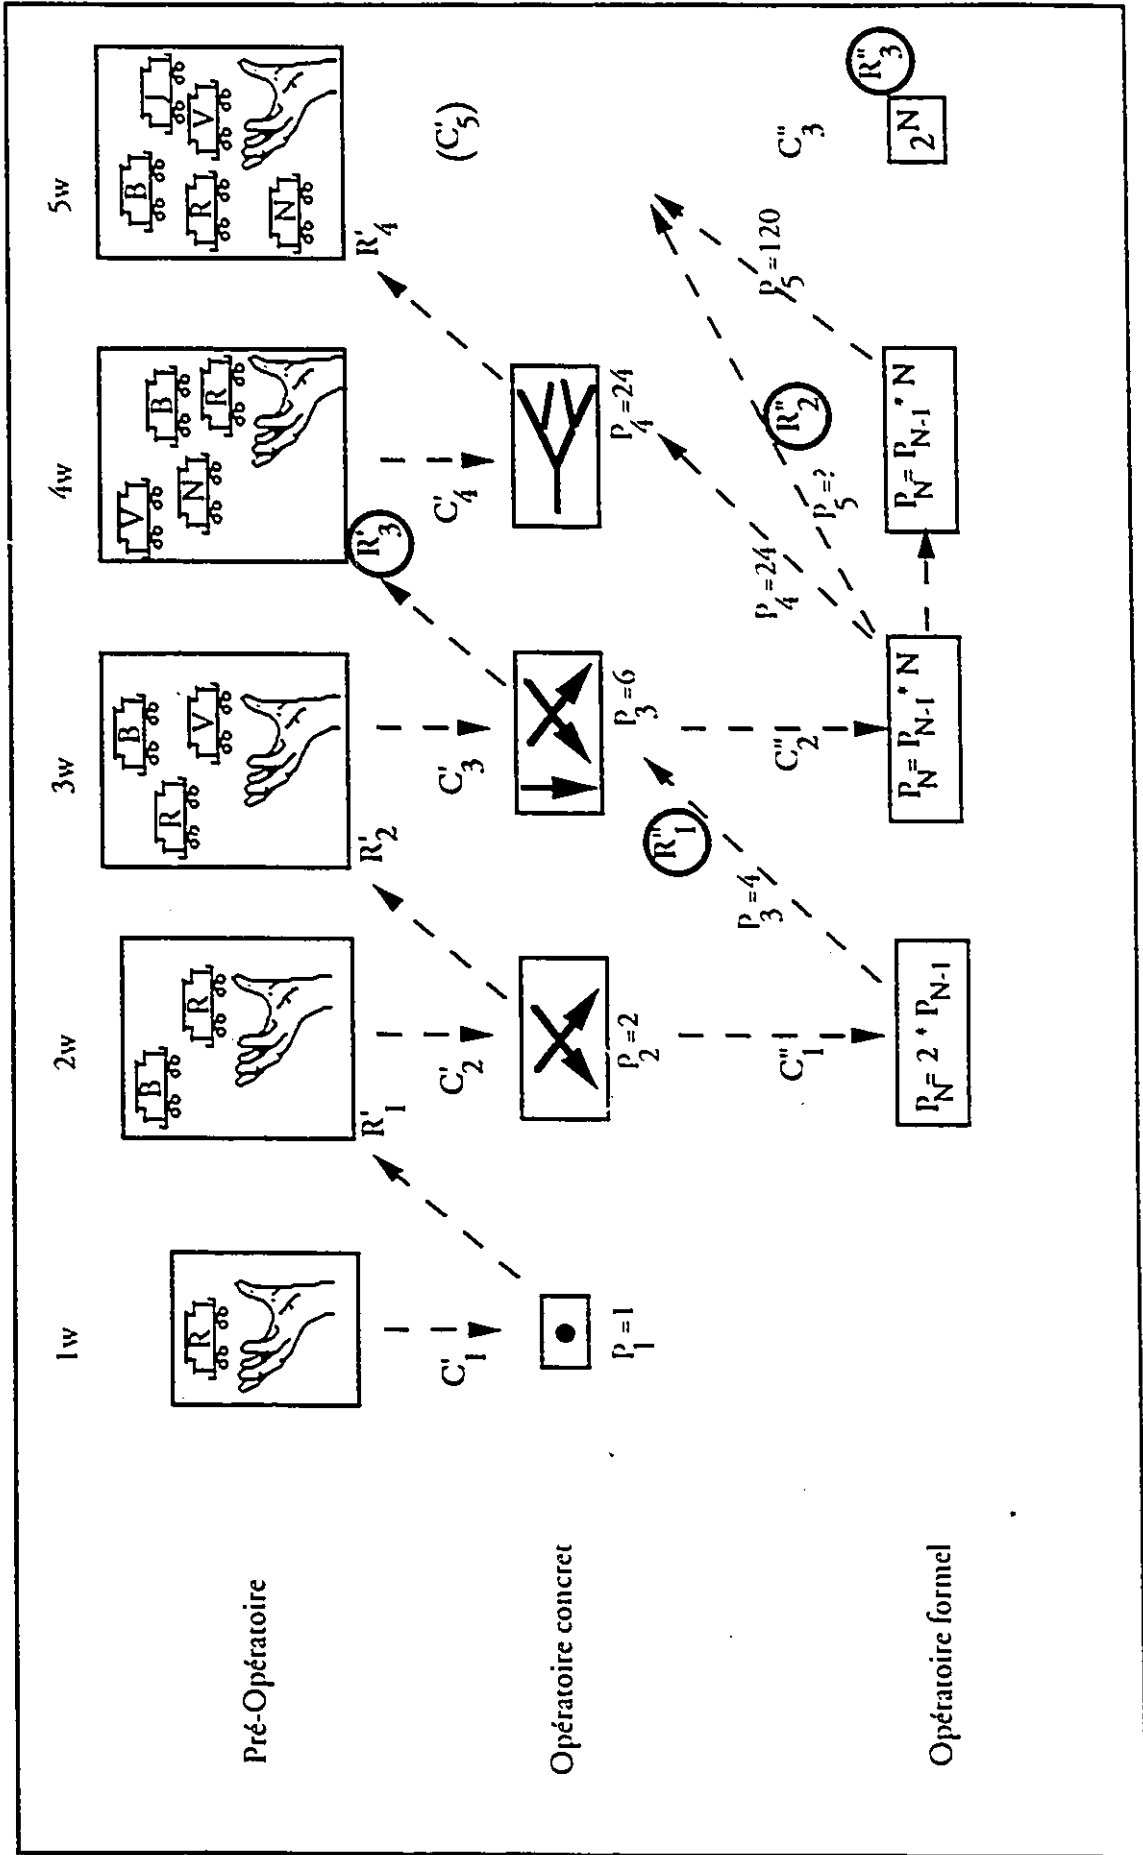 1w 2w 3w 4w 5w
Pré-Opératoire
R
B R
R B V
V N B R
B R V N
R'1 R'2 R'3 R'4
C'1 C'2 C'3 C'4 (C'5)
Opératoire concret
P1=1 P2=2 P3=6 P4=24
R''1 R''2
C''1 C''2 C''3
P3=4 P4=24 P5=? P5=120
Opératoire formel
PN= 2 * PN-1
PN= PN-1 * N
PN= PN-1 * N
2N R''3